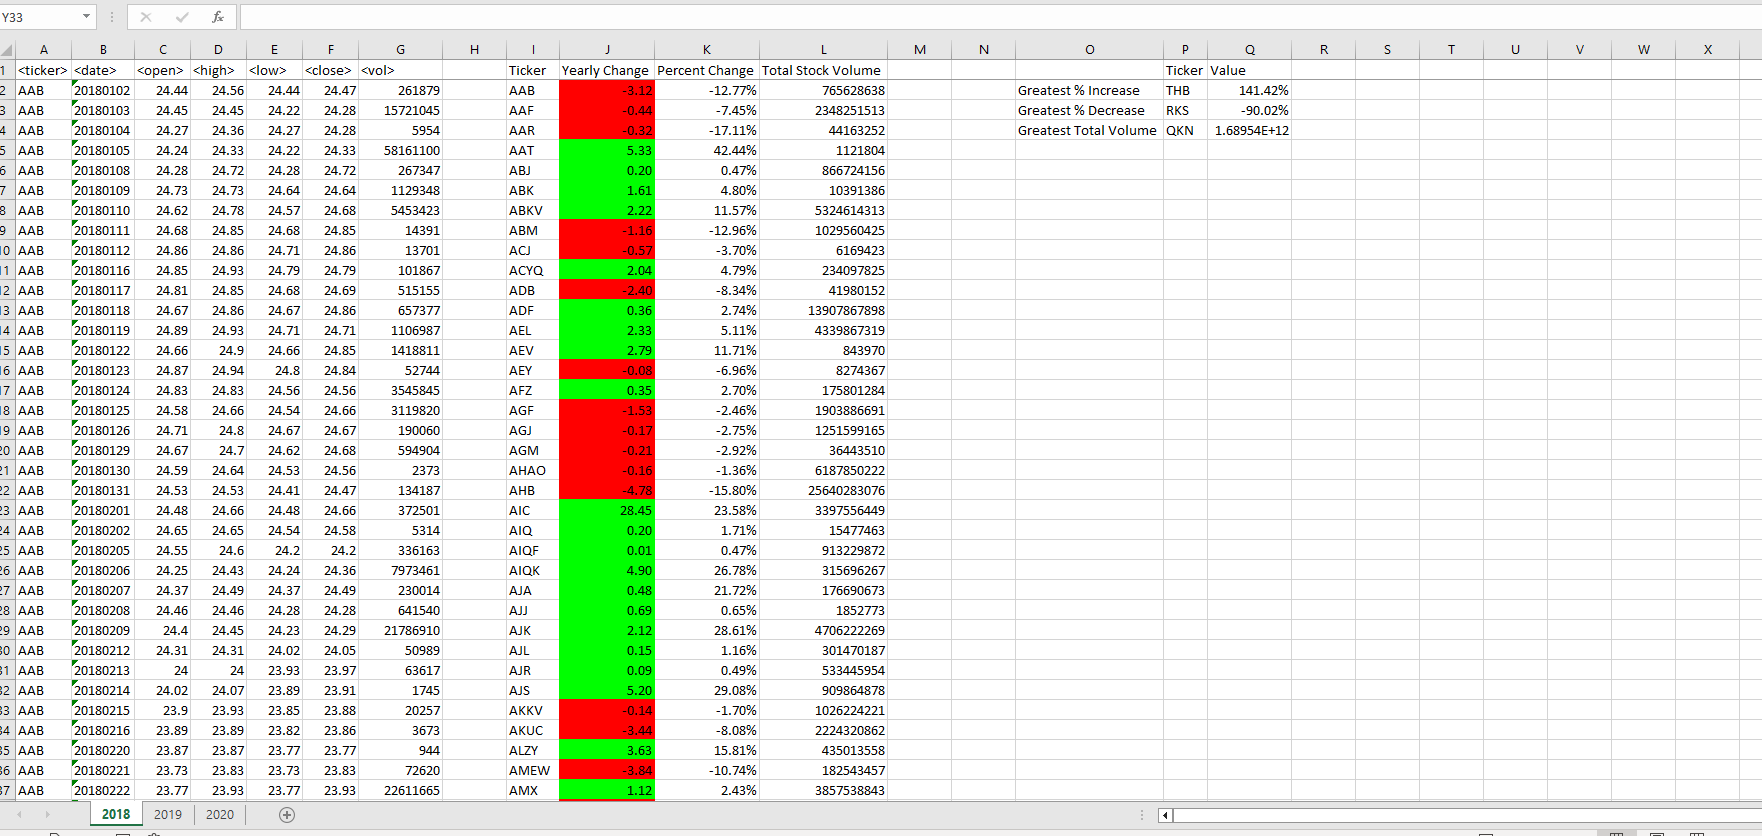 Y33 fx
A B C D E F G H I J K L M N O P Q R S T U V W X
1 <ticker> <date> <open> <high> <low> <close> <vol> Ticker Yearly Change Percent Change Total Stock Volume Ticker Value
2 AAB 20180102 24.44 24.56 24.44 24.47 261879 AAB -3.12 -12.77% 765628638 Greatest % Increase THB 141.42%
3 AAB 20180103 24.45 24.45 24.22 24.28 15721045 AAF -0.44 -7.45% 2348251513 Greatest % Decrease RKS -90.02%
4 AAB 20180104 24.27 24.36 24.27 24.28 5954 AAR -0.32 -17.11% 44163252 Greatest Total Volume QKN 1.68954E+12
5 AAB 20180105 24.24 24.33 24.22 24.33 58161100 AAT 5.33 42.44% 1121804
6 AAB 20180108 24.28 24.72 24.28 24.72 267347 ABJ 0.20 0.47% 866724156
7 AAB 20180109 24.73 24.73 24.64 24.64 1129348 ABK 1.61 4.80% 10391386
8 AAB 20180110 24.62 24.78 24.57 24.68 5453423 ABKV 2.22 11.57% 5324614313
9 AAB 20180111 24.68 24.85 24.68 24.85 14391 ABM -1.16 -12.96% 1029560425
10 AAB 20180112 24.86 24.86 24.71 24.86 13701 ACJ -0.57 -3.70% 6169423
11 AAB 20180116 24.85 24.93 24.79 24.79 101867 ACYQ 2.04 4.79% 234097825
12 AAB 20180117 24.81 24.85 24.68 24.69 515155 ADB -2.40 -8.34% 41980152
13 AAB 20180118 24.67 24.86 24.67 24.86 657377 ADF 0.36 2.74% 13907867898
14 AAB 20180119 24.89 24.93 24.71 24.71 1106987 AEL 2.33 5.11% 4339867319
15 AAB 20180122 24.66 24.9 24.66 24.85 1418811 AEV 2.79 11.71% 843970
16 AAB 20180123 24.87 24.94 24.8 24.84 52744 AEY -0.08 -6.96% 8274367
17 AAB 20180124 24.83 24.83 24.56 24.56 3545845 AFZ 0.35 2.70% 175801284
18 AAB 20180125 24.58 24.66 24.54 24.66 3119820 AGF -1.53 -2.46% 1903886691
19 AAB 20180126 24.71 24.8 24.67 24.67 190060 AGJ -0.17 -2.75% 1251599165
20 AAB 20180129 24.67 24.7 24.62 24.68 594904 AGM -0.21 -2.92% 36443510
21 AAB 20180130 24.59 24.64 24.53 24.56 2373 AHAO -0.16 -1.36% 6187850222
22 AAB 20180131 24.53 24.53 24.41 24.47 134187 AHB -4.78 -15.80% 25640283076
23 AAB 20180201 24.48 24.66 24.48 24.66 372501 AIC 28.45 23.58% 3397556449
24 AAB 20180202 24.65 24.65 24.54 24.58 5314 AIQ 0.20 1.71% 15477463
25 AAB 20180205 24.55 24.6 24.2 24.2 336163 AIQF 0.01 0.47% 913229872
26 AAB 20180206 24.25 24.43 24.24 24.36 7973461 AIQK 4.90 26.78% 315696267
27 AAB 20180207 24.37 24.49 24.37 24.49 230014 AJA 0.48 21.72% 176690673
28 AAB 20180208 24.46 24.46 24.28 24.28 641540 AJJ 0.69 0.65% 1852773
29 AAB 20180209 24.4 24.45 24.23 24.29 21786910 AJK 2.12 28.61% 4706222269
30 AAB 20180212 24.31 24.31 24.02 24.05 50989 AJL 0.15 1.16% 301470187
31 AAB 20180213 24 24 23.93 23.97 63617 AJR 0.09 0.49% 533445954
32 AAB 20180214 24.02 24.07 23.89 23.91 1745 AJS 5.20 29.08% 909864878
33 AAB 20180215 23.9 23.93 23.85 23.88 20257 AKKV -0.14 -1.70% 1026224221
34 AAB 20180216 23.89 23.89 23.82 23.86 3673 AKUC -3.44 -8.08% 2224320862
35 AAB 20180220 23.87 23.87 23.77 23.77 944 ALZY 3.63 15.81% 435013558
36 AAB 20180221 23.73 23.83 23.73 23.83 72620 AMEW -3.84 -10.74% 182543457
37 AAB 20180222 23.77 23.93 23.77 23.93 22611665 AMX 1.12 2.43% 3857538843
2018 2019 2020